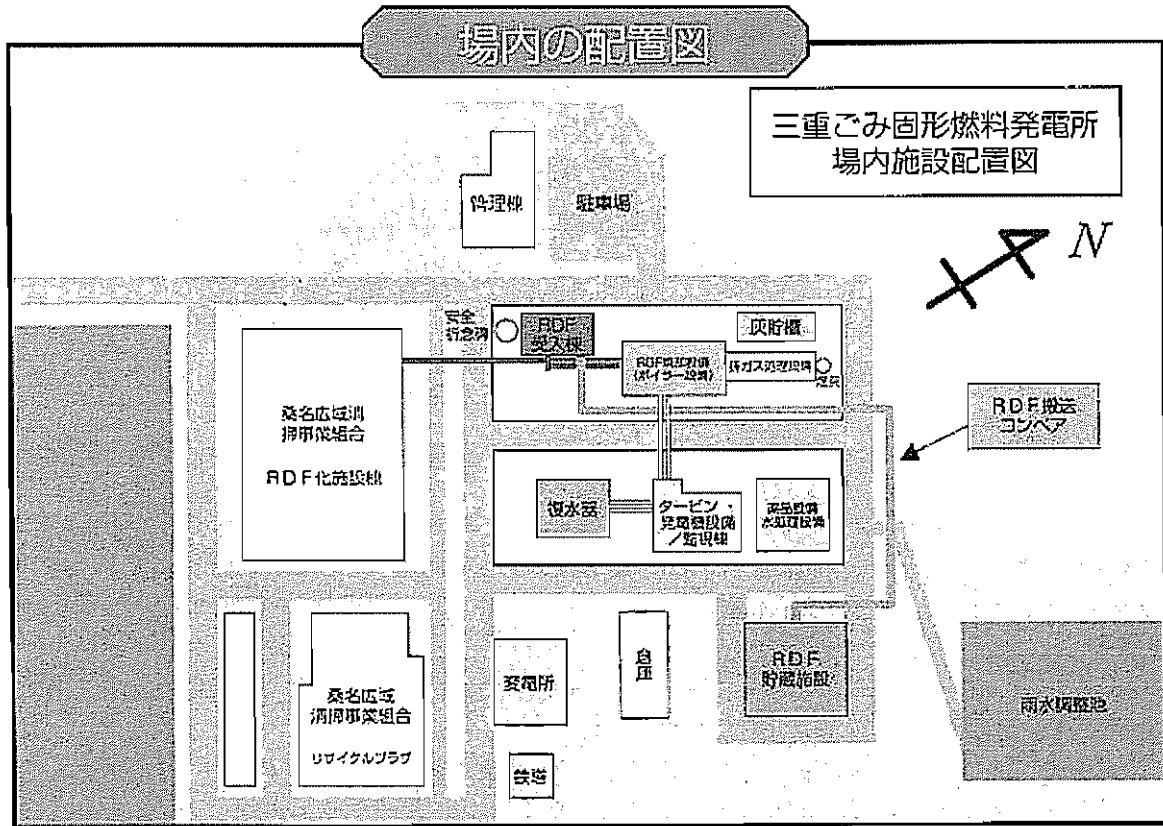 場内の配置図
三重ごみ固形燃料発電所
場内施設配置図
管理棟
駐車場
N
安全
祈念碑
RDF
受入棟
灰貯槽
RDF処理設備
(ボイラー設備)
排ガス処理設備
煙突
桑名広域清
掃事業組合
RDF化施設棟
RDF搬送
コンベア
復水器
タービン・
発電機設備
/監視棟
薬品設備
水処理設備
変電所
倉庫
RDF
貯蔵施設
雨水調整池
桑名広域
清掃事業組合
リサイクルプラザ
鉄塔